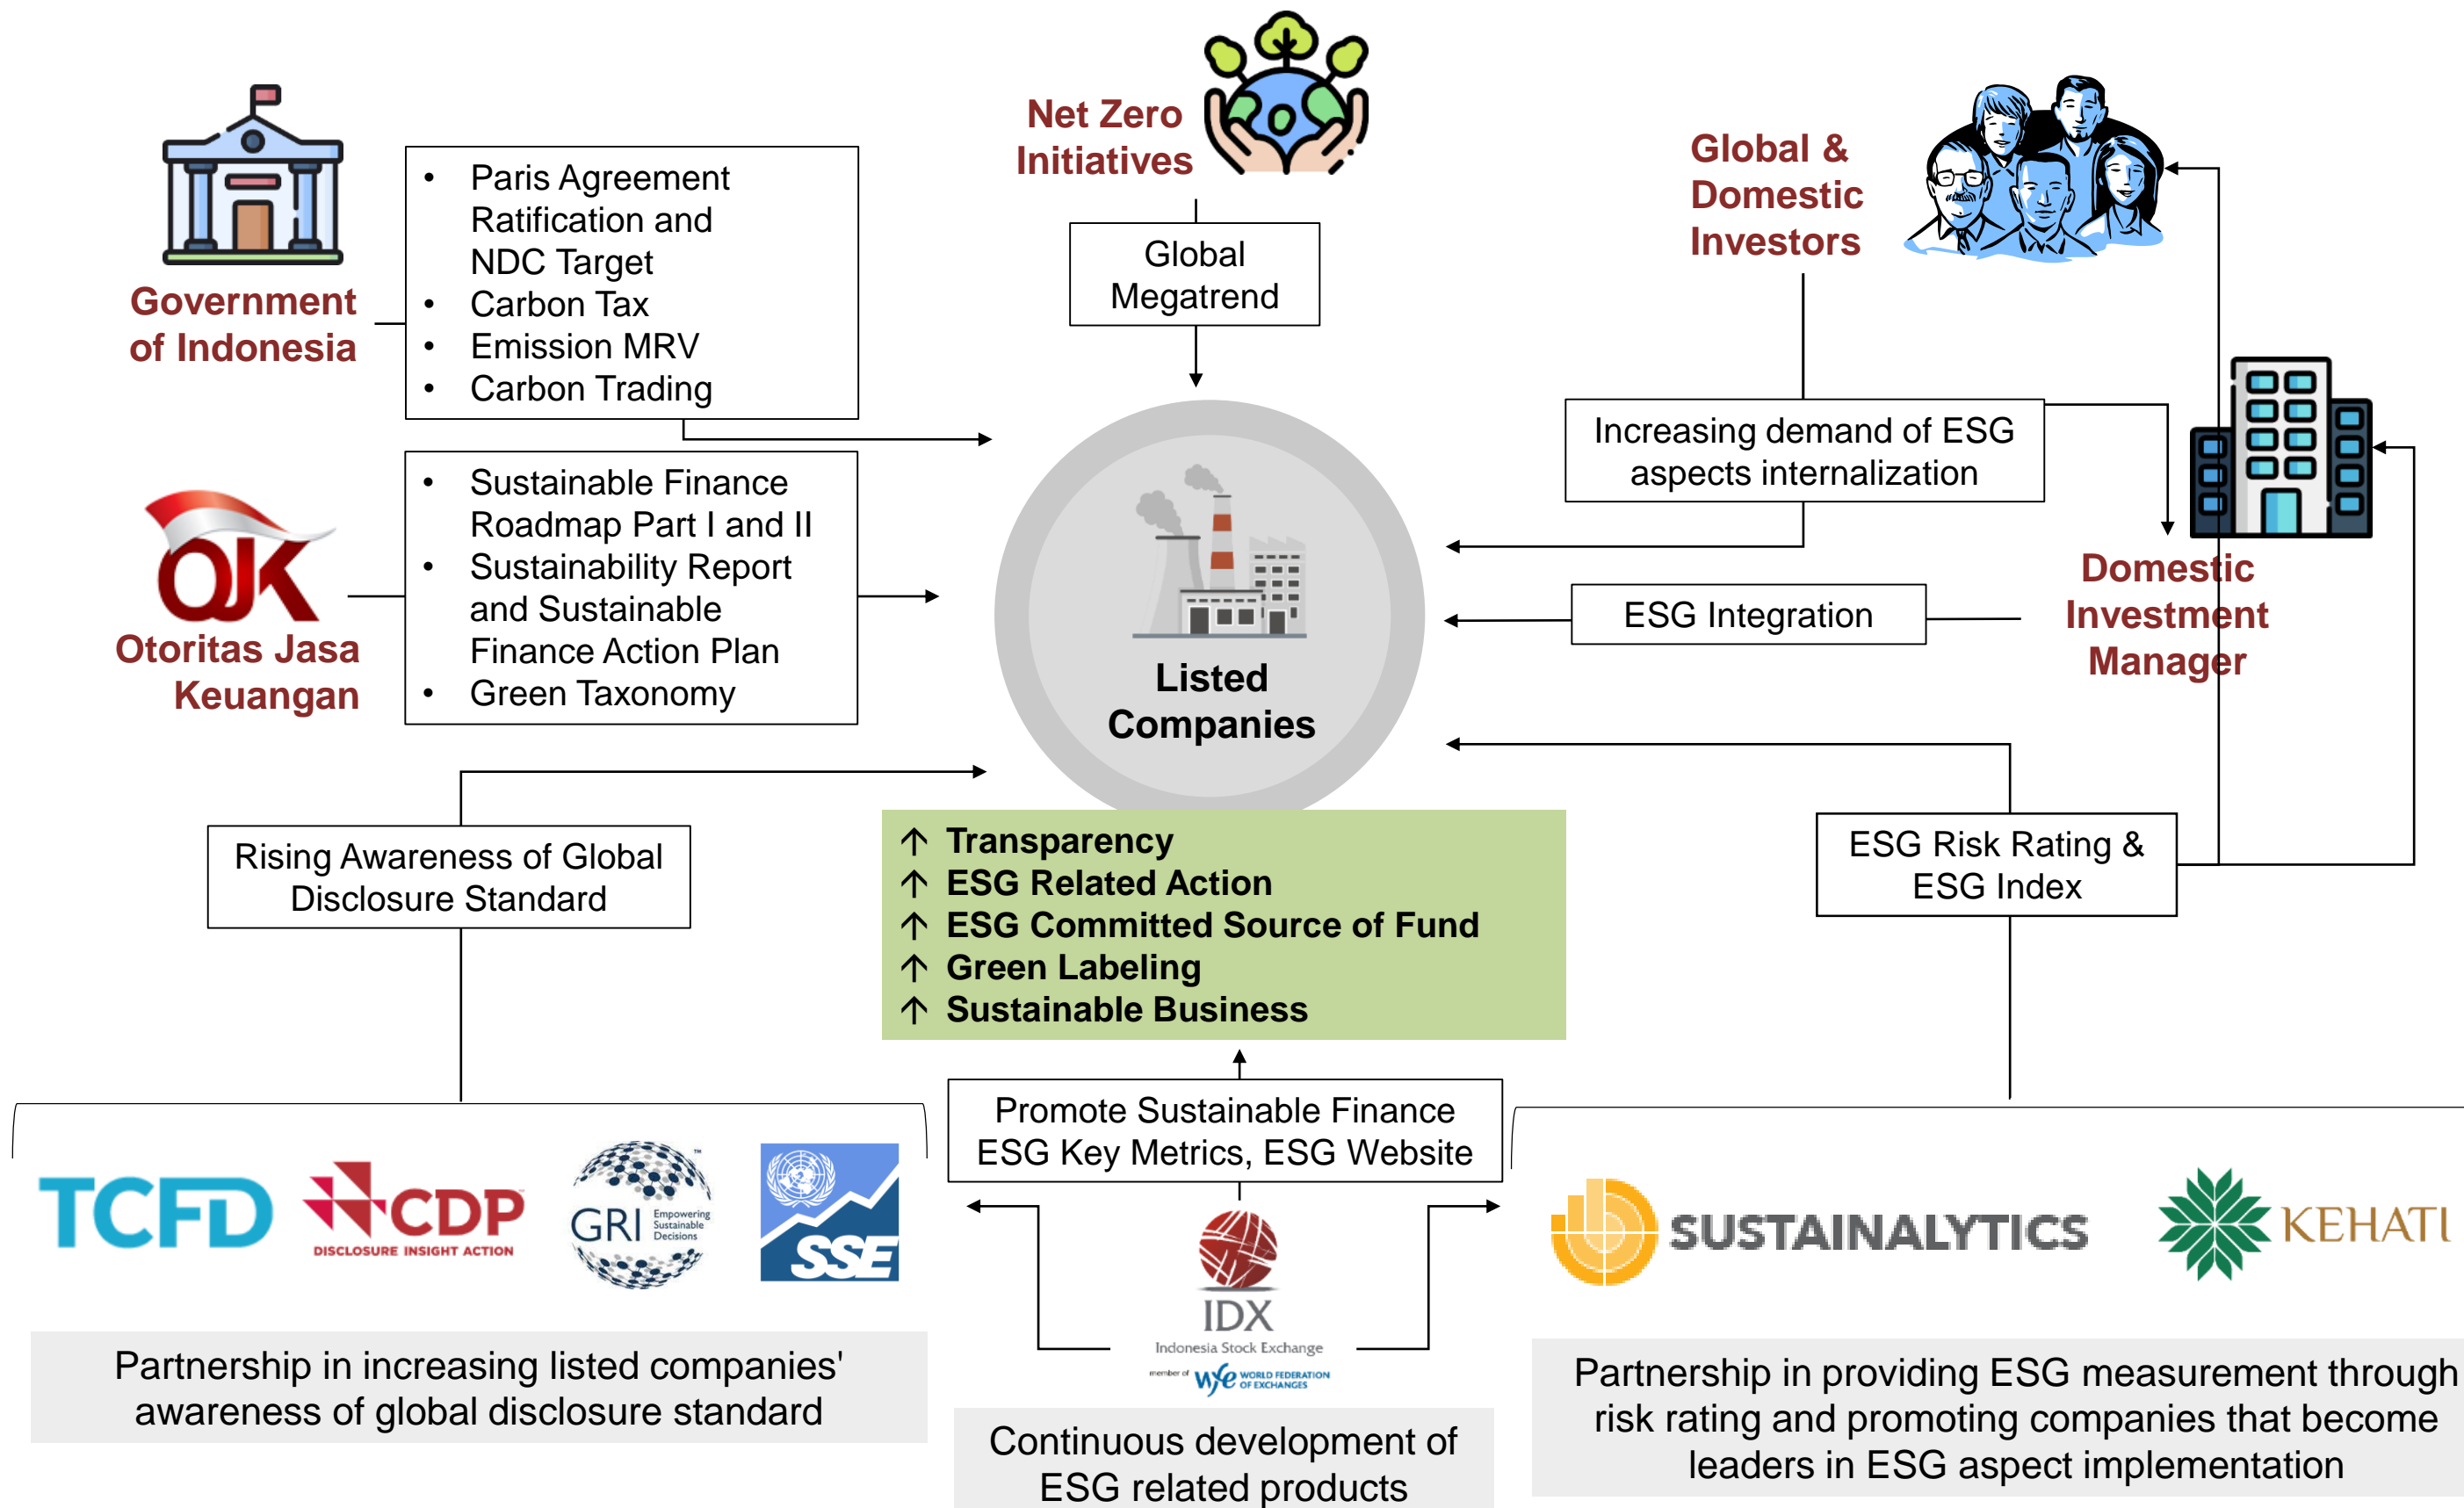 Government
of Indonesia
• Paris Agreement
Ratification and
NDC Target
• Carbon Tax
• Emission MRV
• Carbon Trading
Net Zero
Initiatives
Global
Megatrend
Global &
Domestic
Investors
Increasing demand of ESG
aspects internalization
OJK
Otoritas Jasa
Keuangan
• Sustainable Finance
Roadmap Part I and II
• Sustainability Report
and Sustainable
Finance Action Plan
• Green Taxonomy
Listed
Companies
ESG Integration
Domestic
Investment
Manager
Rising Awareness of Global
Disclosure Standard
↑ Transparency
↑ ESG Related Action
↑ ESG Committed Source of Fund
↑ Green Labeling
↑ Sustainable Business
ESG Risk Rating &
ESG Index
Promote Sustainable Finance
ESG Key Metrics, ESG Website
TCFD
CDP
DISCLOSURE INSIGHT ACTION
GRI
Empowering
Sustainable
Decisions
™
SSE
IDX
Indonesia Stock Exchange
member of wfe WORLD FEDERATION
OF EXCHANGES
SUSTAINALYTICS
KEHATI
Partnership in increasing listed companies'
awareness of global disclosure standard
Continuous development of
ESG related products
Partnership in providing ESG measurement through
risk rating and promoting companies that become
leaders in ESG aspect implementation